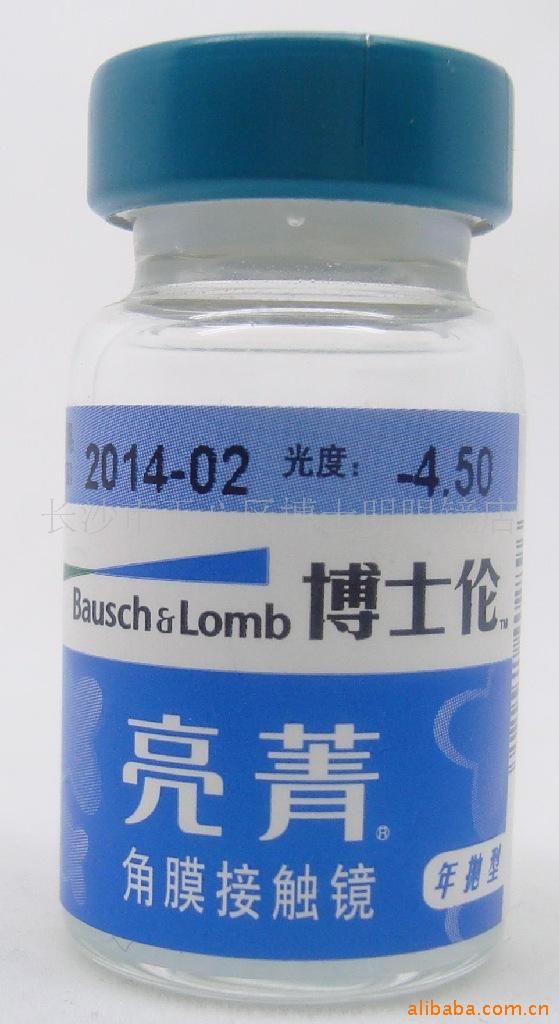 2014-02 光度: -4.50
Bausch & Lomb 博士伦™
亮菁®
角膜接触镜
年抛型
alibaba.com.cn